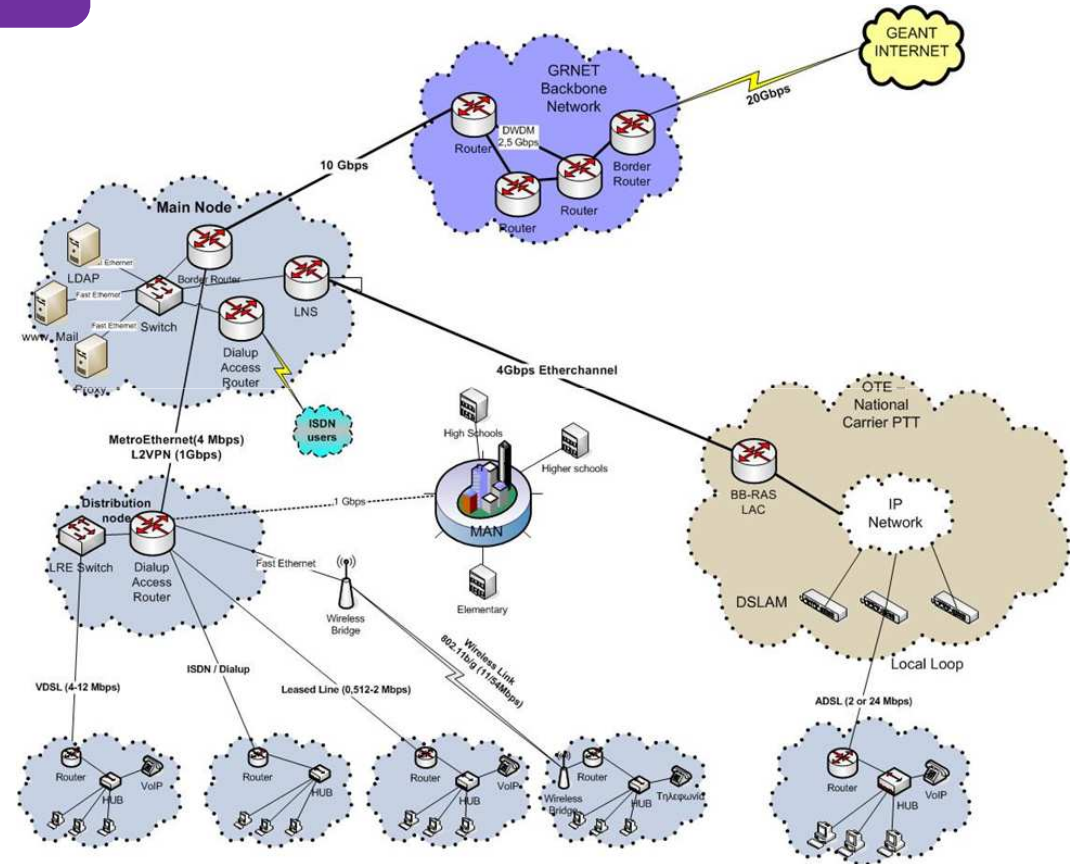 GEANT
INTERNET
20Gbps
GRNET
Backbone
Network
Router
DWDM
2,5 Gbps
Border
Router
Router
Router
10 Gbps
Main Node
LDAP
Ethernet
Border Router
Fast Ethernet
www. Mail
Fast Ethernet
Switch
LNS
Proxy
Dialup
Access
Router
ISDN
users
4Gbps Etherchannel
MetroEthernet(4 Mbps)
L2VPN (1Gbps)
High Schools
Higher schools
MAN
Elementary
1 Gbps
OTE –
National
Carrier PTT
BB-RAS
LAC
IP
Network
DSLAM
Local Loop
Distribution
node
LRE Switch
Dialup
Access
Router
Fast Ethernet
Wireless
Bridge
Wireless Link
802.11b/g (11/54Mbps)
VDSL (4-12 Mbps)
ISDN / Dialup
Leased Line (0,512-2 Mbps)
ADSL (2 or 24 Mbps)
Router
HUB
VoIP
Router
HUB
Router
HUB
VoIP
Wireless
Bridge
Router
HUB
Τηλεφωνία
Router
HUB
VoIP